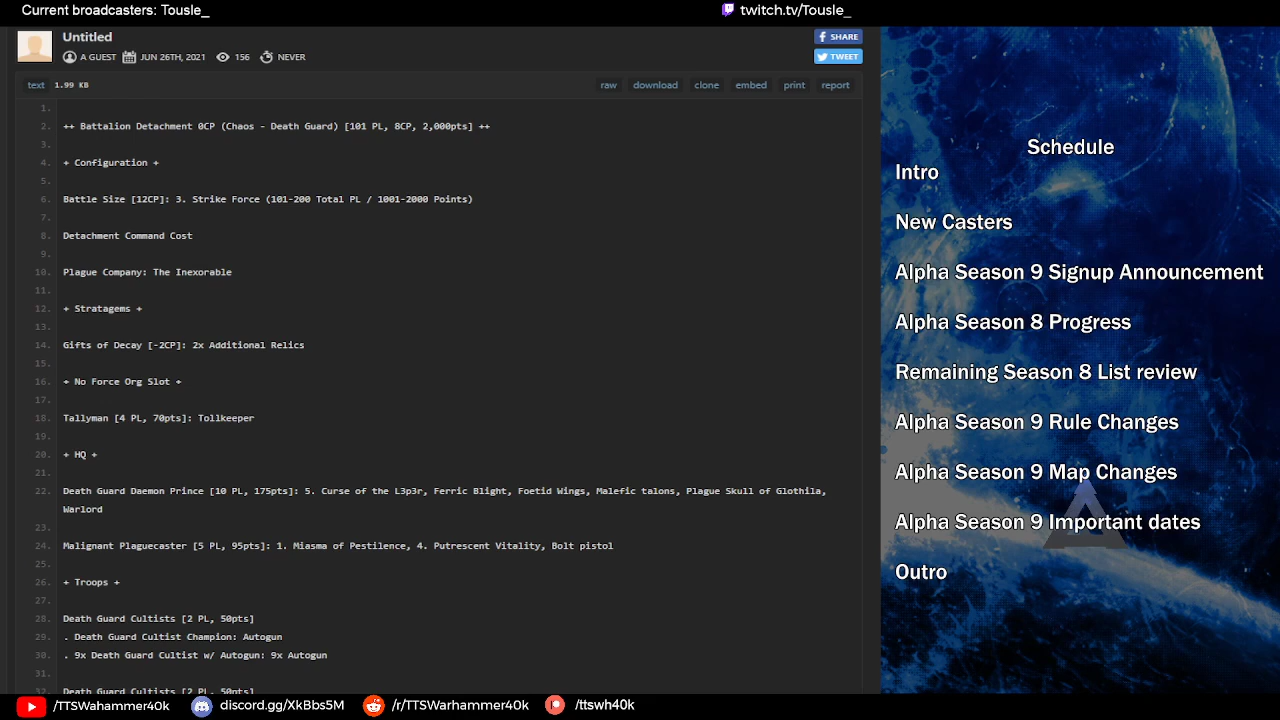 Current broadcasters: Tousle_
twitch.tv/Tousle_
Untitled
A GUEST JUN 26TH, 2021 156 NEVER
SHARE
TWEET
text 1.99 KB
raw download clone embed print report
1.
2. ++ Battalion Detachment 0CP (Chaos - Death Guard) [101 PL, 8CP, 2,000pts] ++
3.
4. + Configuration +
5.
6. Battle Size [12CP]: 3. Strike Force (101-200 Total PL / 1001-2000 Points)
7.
8. Detachment Command Cost
9.
10. Plague Company: The Inexorable
11.
12. + Stratagems +
13.
14. Gifts of Decay [-2CP]: 2x Additional Relics
15.
16. + No Force Org Slot +
17.
18. Tallyman [4 PL, 70pts]: Tollkeeper
19.
20. + HQ +
21.
22. Death Guard Daemon Prince [10 PL, 175pts]: 5. Curse of the L3p3r, Ferric Blight, Foetid Wings, Malefic talons, Plague Skull of Glothila,
Warlord
23.
24. Malignant Plaguecaster [5 PL, 95pts]: 1. Miasma of Pestilence, 4. Putrescent Vitality, Bolt pistol
25.
26. + Troops +
27.
28. Death Guard Cultists [2 PL, 50pts]
29. . Death Guard Cultist Champion: Autogun
30. . 9x Death Guard Cultist w/ Autogun: 9x Autogun
31.
32. Death Guard Cultists [2 PL, 50pts]
Schedule
Intro
New Casters
Alpha Season 9 Signup Announcement
Alpha Season 8 Progress
Remaining Season 8 List review
Alpha Season 9 Rule Changes
Alpha Season 9 Map Changes
Alpha Season 9 Important dates
Outro
/TTSWahammer40k discord.gg/XkBbs5M /r/TTSWarhammer40k /ttswh40k